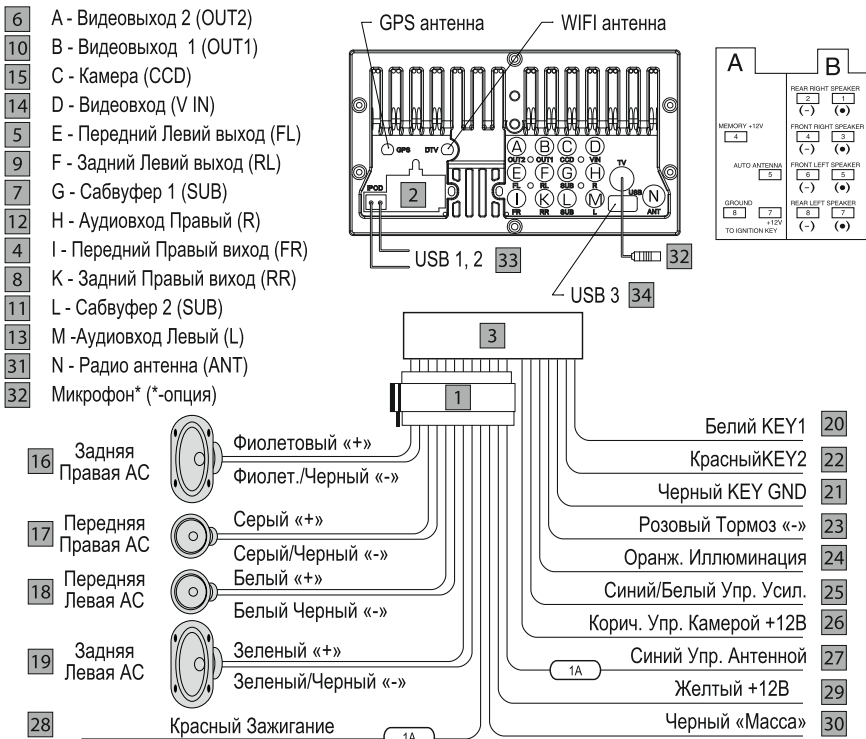 6 A - Видеовыход 2 (OUT2)
10 B - Видеовыход 1 (OUT1)
15 C - Камера (CCD)
14 D - Видеовход (V IN)
5 E - Передний Левий выход (FL)
9 F - Задний Левий выход (RL)
7 G - Сабвуфер 1 (SUB)
12 H - Аудиовход Правый (R)
4 I - Передний Правый виход (FR)
8 K - Задний Правый виход (RR)
11 L - Сабвуфер 2 (SUB)
13 M -Аудиовход Левый (L)
31 N - Радио антенна (ANT)
32 Микрофон* (*-опция)
GPS антенна
WIFI антенна
GPS
DTV
A B C D
OUT2 OUT1 CCD VIN
TV
E F G H
FL RL SUB R
USB
I K L M N
FR RR SUB L ANT
IPOD
2
USB 1, 2 33
32
USB 3 34
A
B
REAR RIGHT SPEAKER
2 1
(-) (•)
MEMORY +12V
4
FRONT RIGHT SPEAKER
4 3
(-) (•)
AUTO ANTENNA
5
FRONT LEFT SPEAKER
6 5
(-) (•)
GROUND
8 7
+12V
TO IGNITION KEY
REAR LEFT SPEAKER
8 7
(-) (•)
3
1
16 Задняя
Правая АС
Фиолетовый «+»
Фиолет./Черный «-»
17 Передняя
Правая АС
Серый «+»
Серый/Черный «-»
18 Передняя
Левая АС
Белый «+»
Белый Черный «-»
19 Задняя
Левая АС
Зеленый «+»
Зеленый/Черный «-»
28 Красный Зажигание
1A
Белий KEY1 20
КрасныйKEY2 22
Черный KEY GND 21
Розовый Тормоз «-» 23
Оранж. Иллюминация 24
Синий/Белый Упр. Усил. 25
Корич. Упр. Камерой +12В 26
Синий Упр. Антенной 27
1A
Желтый +12В 29
Черный «Масса» 30